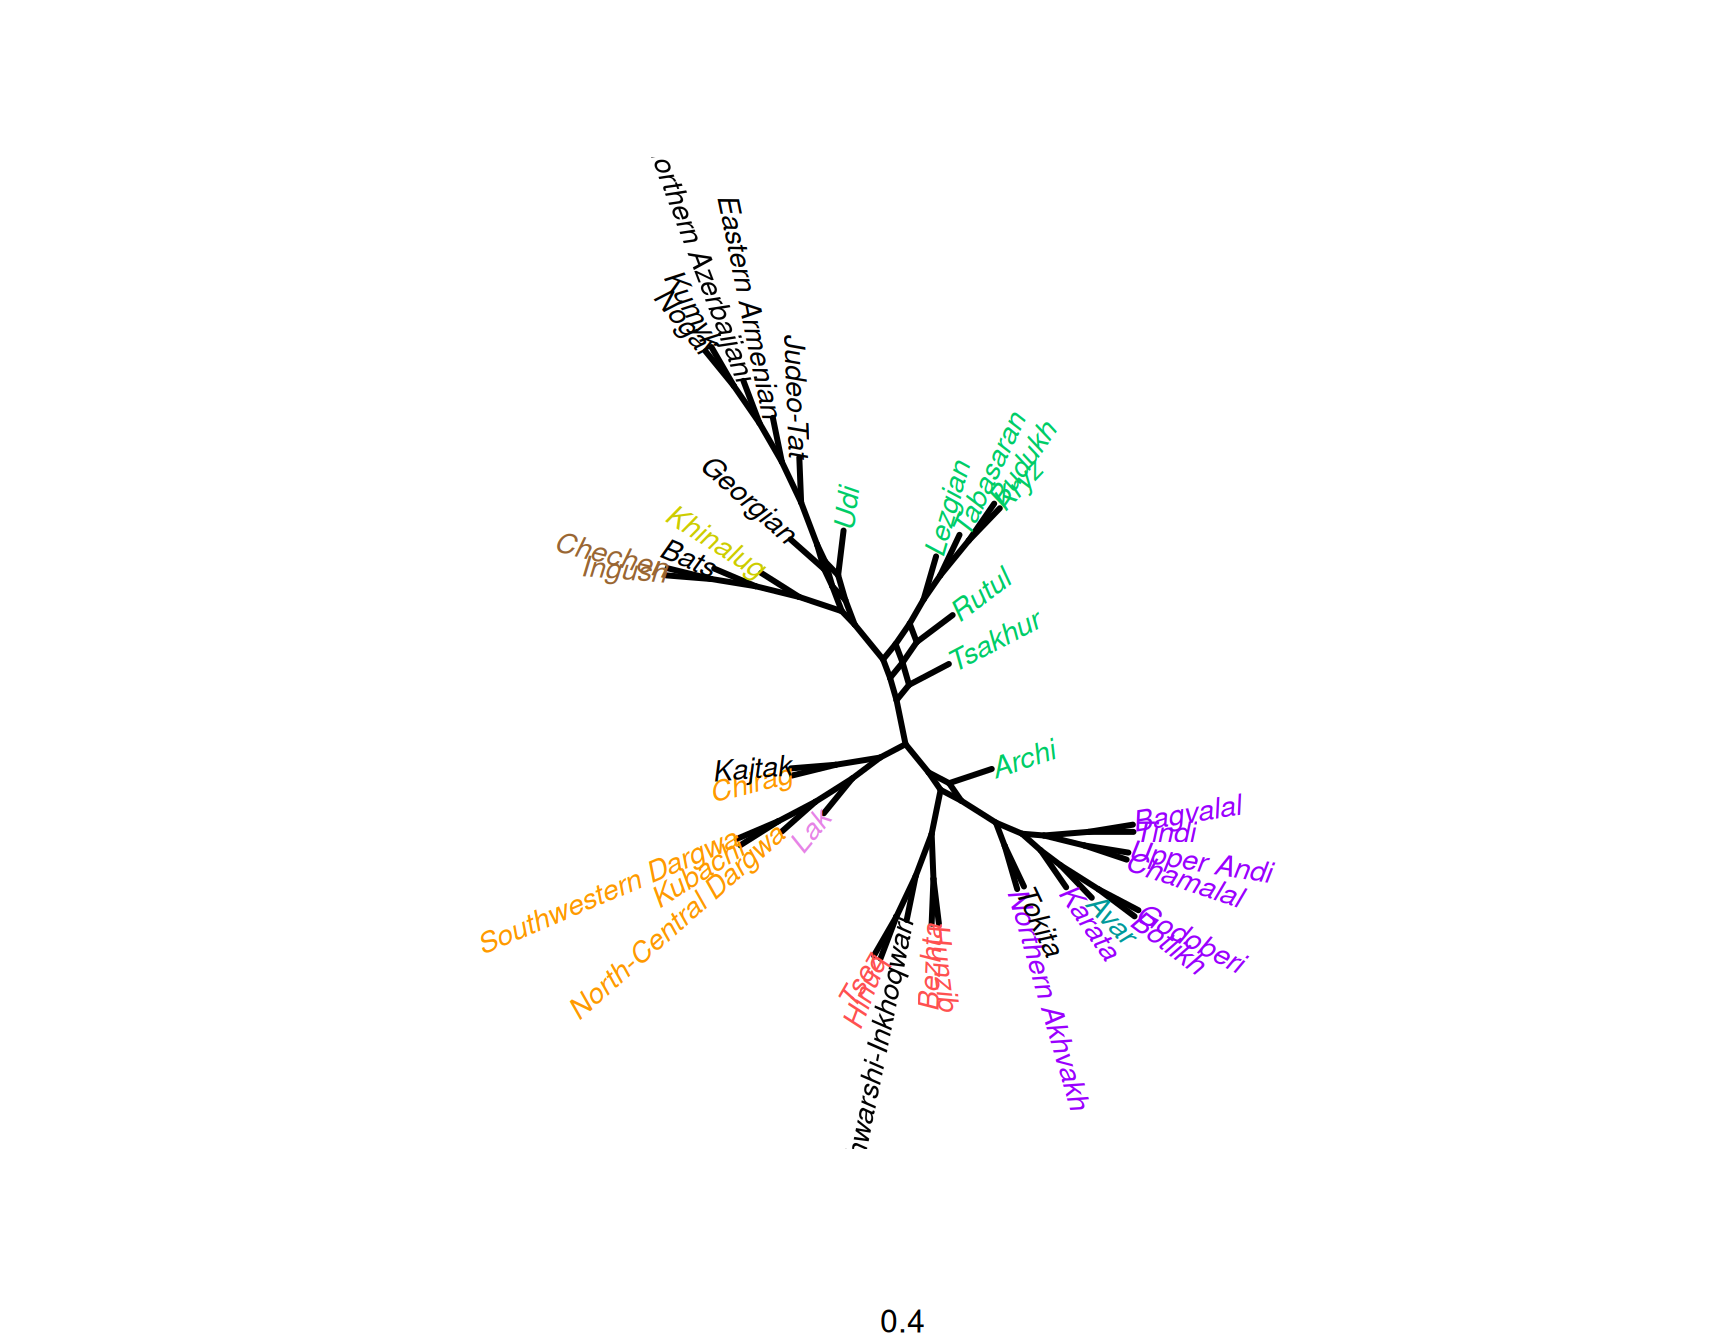 orthern Azerbaijani
Eastern Armenian
Kumyk
Nogai
Judeo-Tat
Georgian
Udi
Khinalug
Chechen
Bats
Ingush
Lezgian
Tabasaran
Budukh
Kryz
Rutul
Tsakhur
Archi
Kajtak
Chirag
Lak
Southwestern Dargwa
Kubachi
North-Central Dargwa
Bagvalal
Tindi
Upper Andi
Chamalal
Godoberi
Botlikh
Avar
Karata
Tokita
Northern Akhvakh
Hunzib
Bezhta
warshi-Inkhoqwari
Hinuq
Tsez
0.4